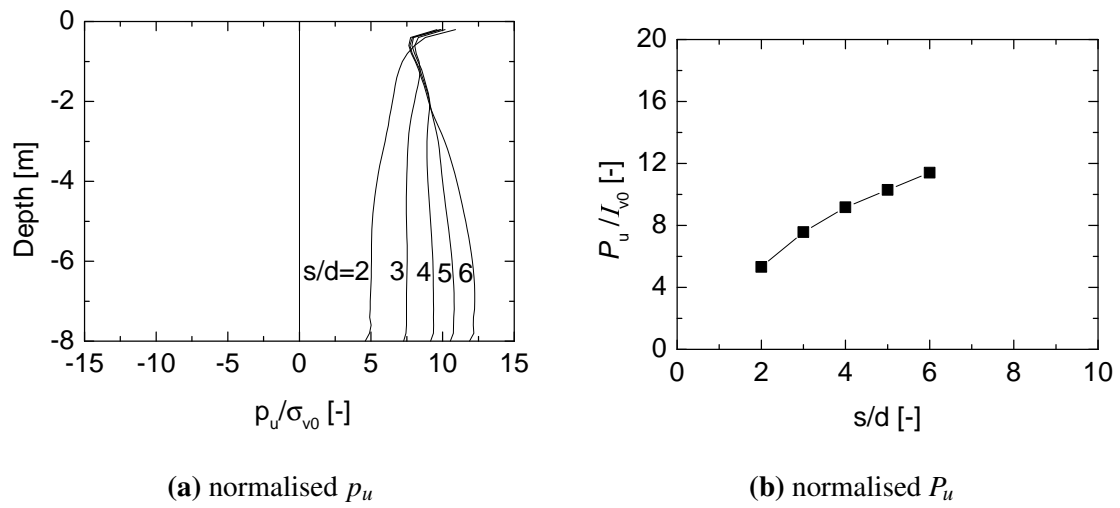 0
-2
-4
-6
-8
Depth [m]
s/d=2 3 4 5 6
-15 -10 -5 0 5 10 15
p_u/σ_v0 [-]
(a) normalised p_u
20
16
12
8
4
0
P_u/I_v0 [-]
0 2 4 6 8 10
s/d [-]
(b) normalised P_u